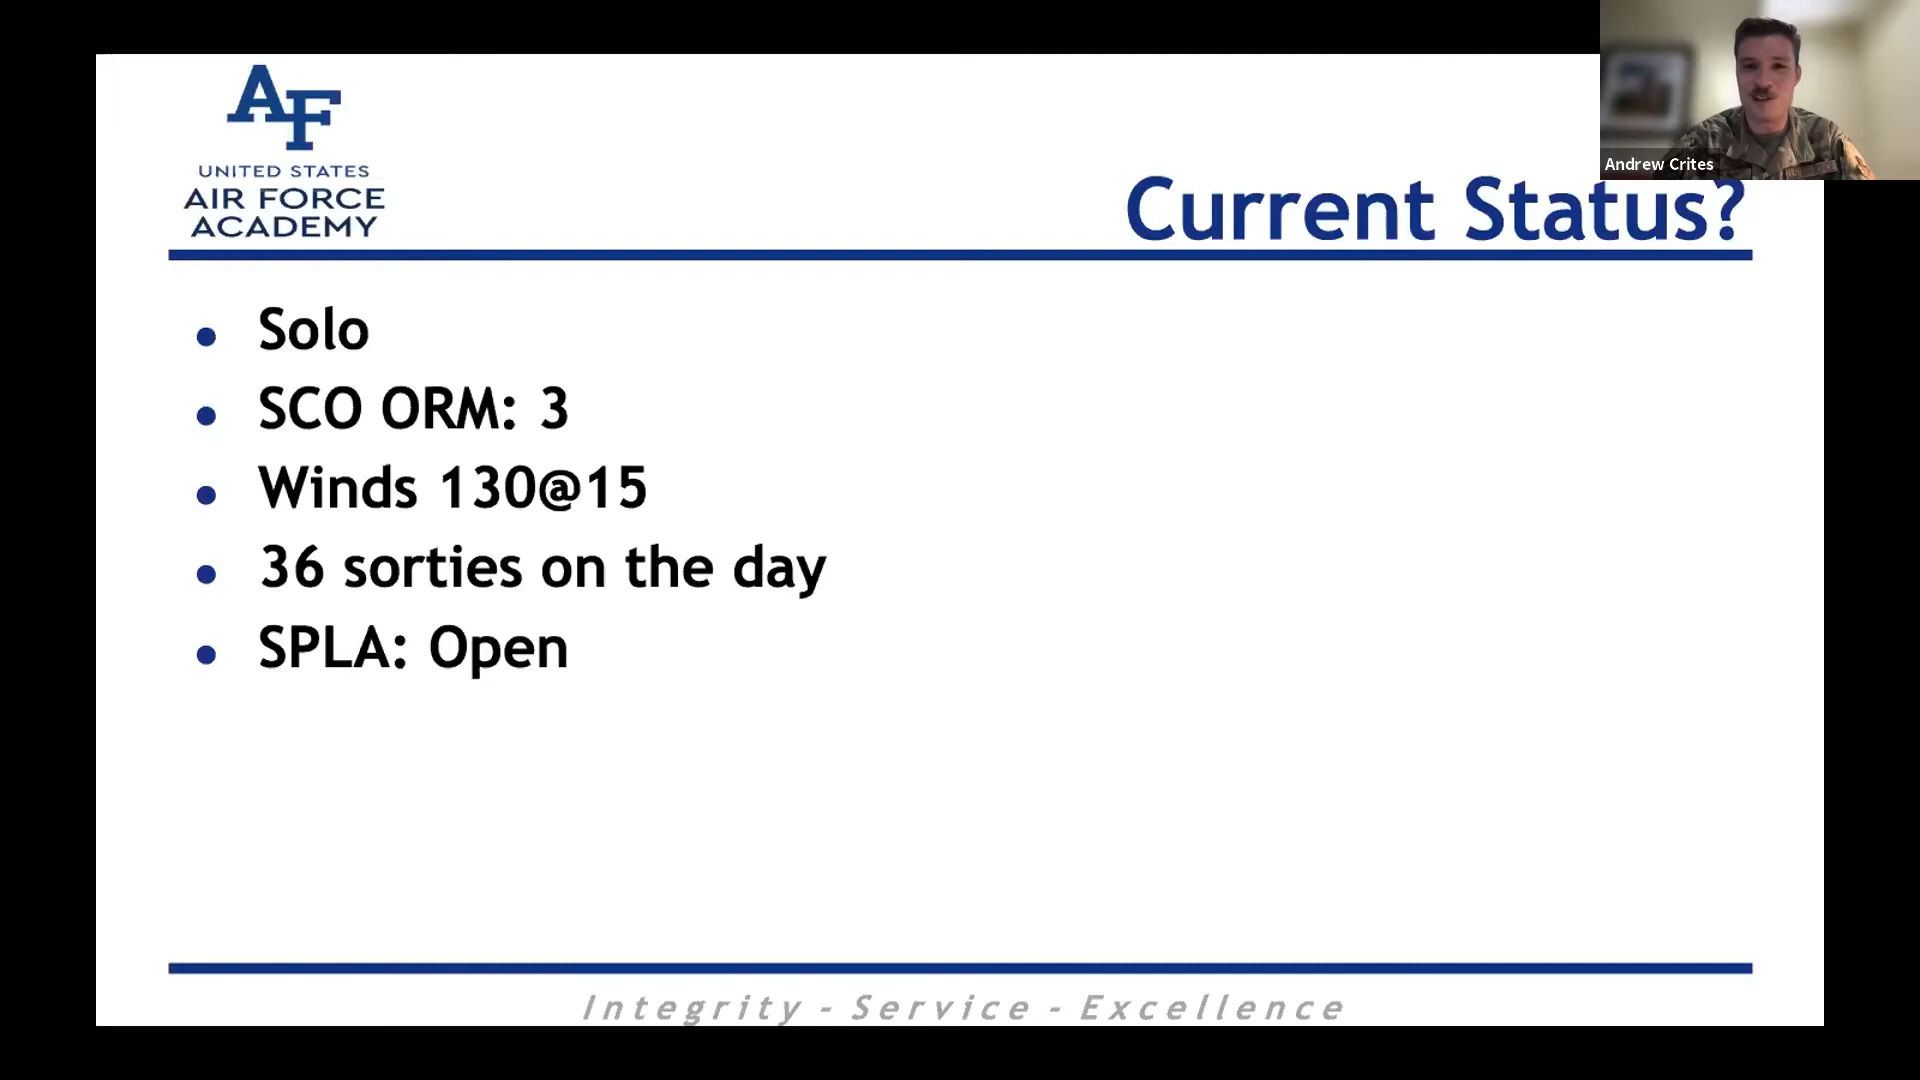 AF
UNITED STATES
AIR FORCE
ACADEMY
Andrew Crites
Current Status?
Solo
SCO ORM: 3
Winds 130@15
36 sorties on the day
SPLA: Open
Integrity - Service - Excellence